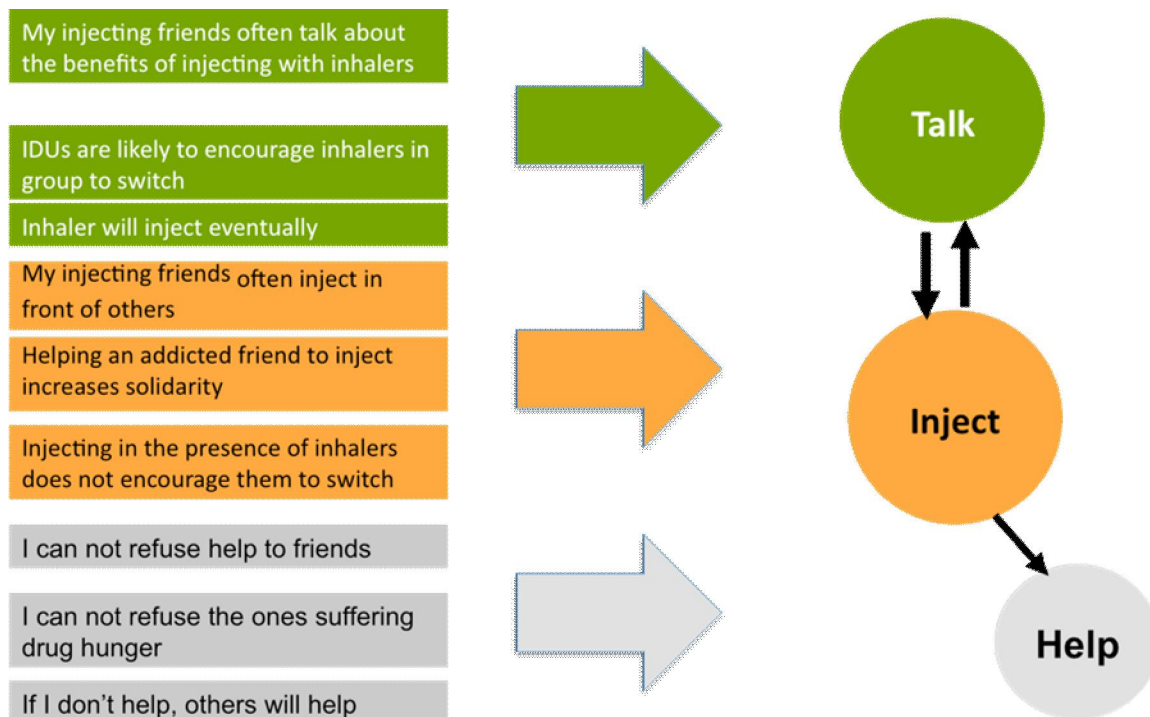 My injecting friends often talk about
the benefits of injecting with inhalers
IDUs are likely to encourage inhalers in
group to switch
Inhaler will inject eventually
My injecting friends often inject in
front of others
Helping an addicted friend to inject
increases solidarity
Injecting in the presence of inhalers
does not encourage them to switch
I can not refuse help to friends
I can not refuse the ones suffering
drug hunger
If I don't help, others will help
Talk
Inject
Help